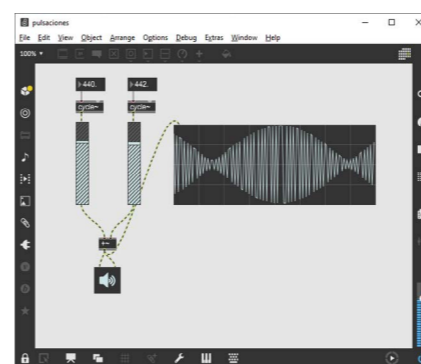 pulsaciones
File Edit View Object Arrange Options Debug Extras Window Help
100%
440. 442.
cycle~ cycle~
+~